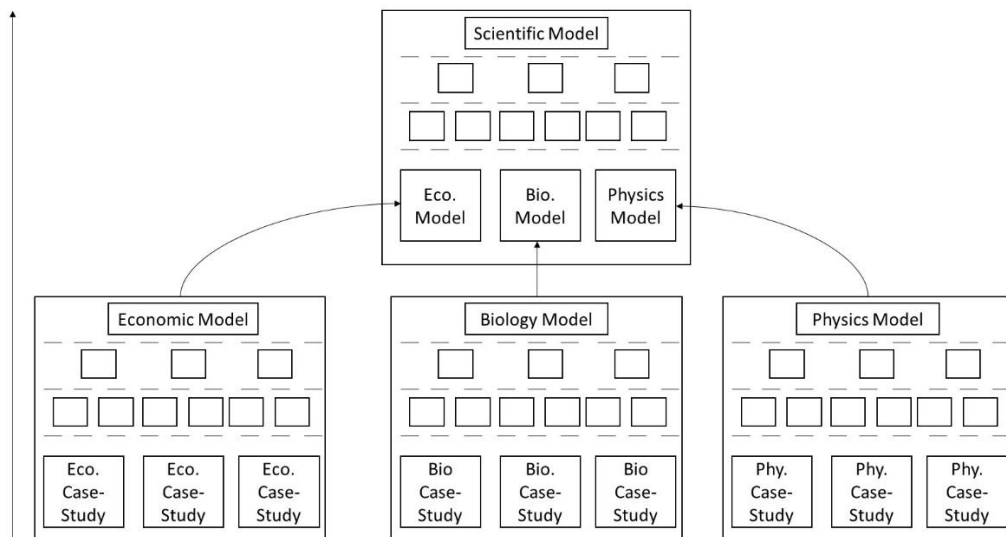 Scientific Model
Eco.
Model
Bio.
Model
Physics
Model
Economic Model
Eco.
Case-
Study
Eco.
Case-
Study
Eco.
Case-
Study
Biology Model
Bio
Case-
Study
Bio.
Case-
Study
Bio
Case-
Study
Physics Model
Phy.
Case-
Study
Phy.
Case-
Study
Phy.
Case-
Study